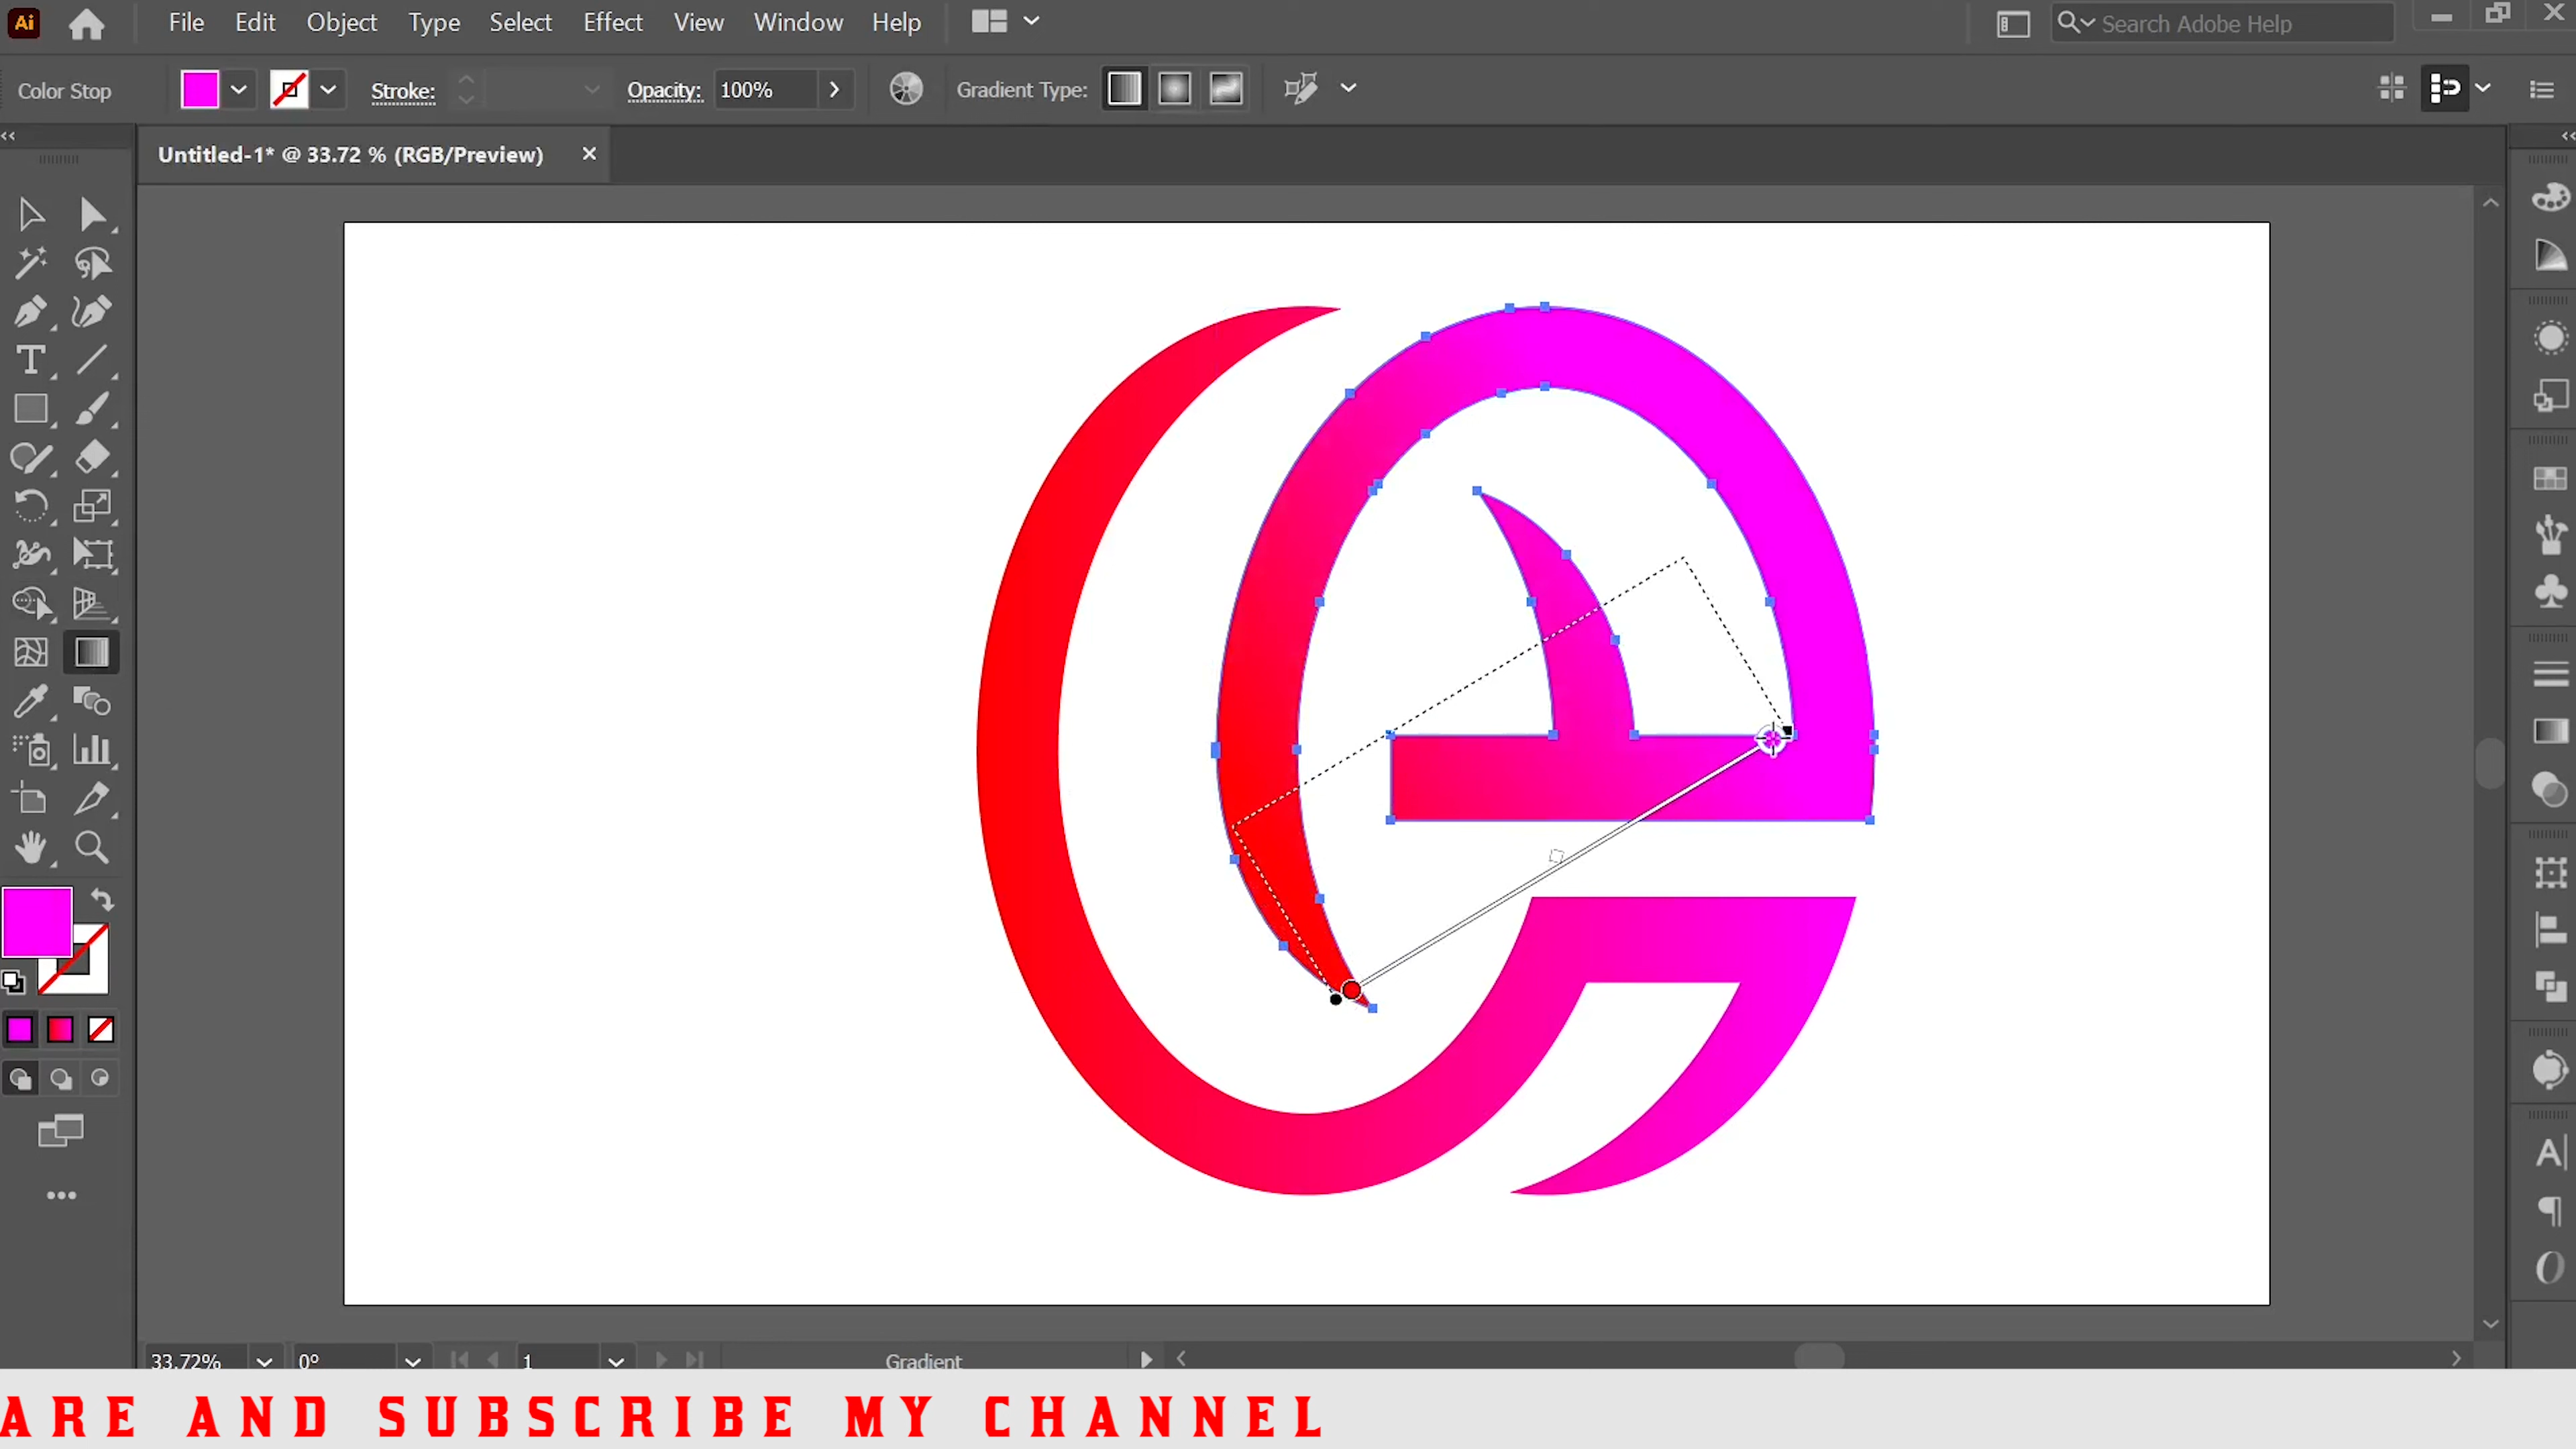 Ai File Edit Object Type Select Effect View Window Help Search Adobe Help
Color Stop Stroke: Opacity: 100% Gradient Type:
Untitled-1* @ 33.72 % (RGB/Preview)
33.72% 0° 1 Gradient
ARE AND SUBSCRIBE MY CHANNEL